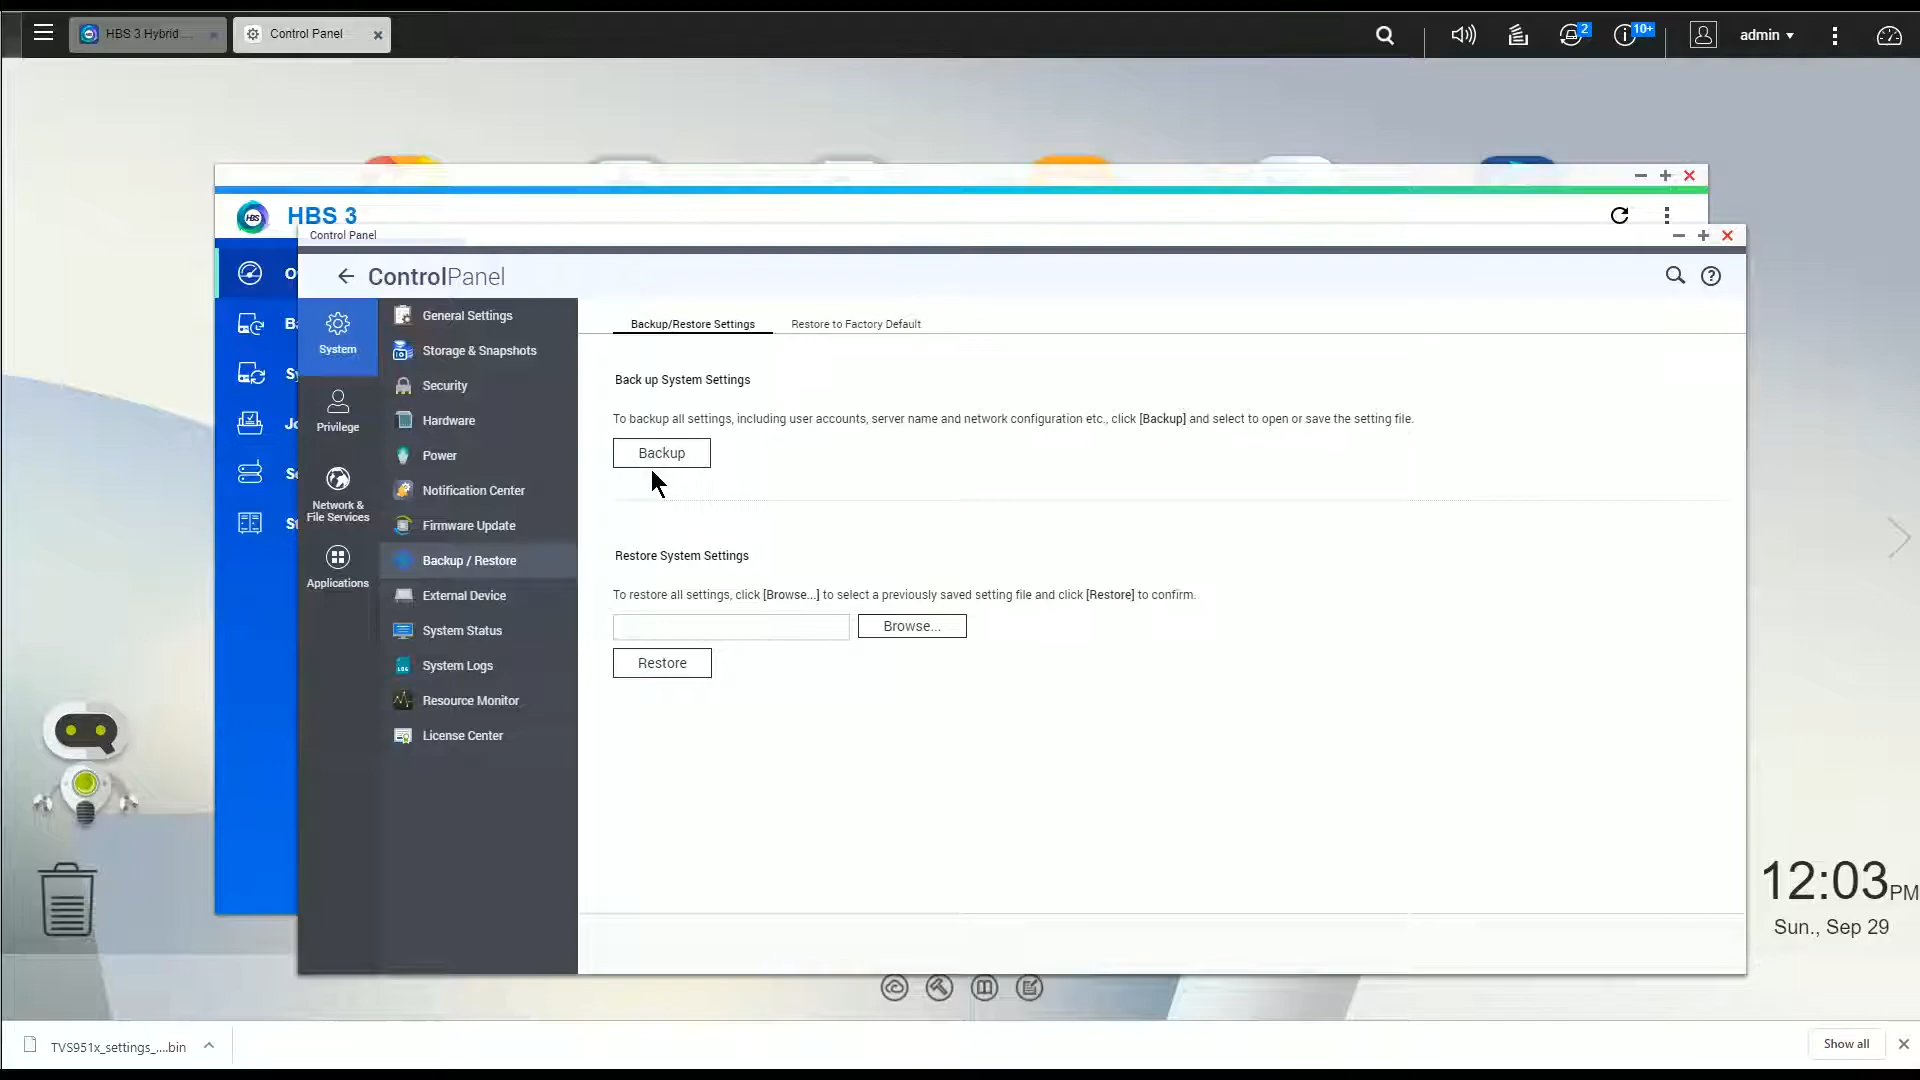 HBS 3 Hybrid ...
Control Panel
2
10+
admin
HBS 3
Control Panel
ControlPanel
System
Privilege
Network &
File Services
Applications
General Settings
Storage & Snapshots
Security
Hardware
Power
Notification Center
Firmware Update
Backup / Restore
External Device
System Status
System Logs
Resource Monitor
License Center
Backup/Restore Settings
Restore to Factory Default
Back up System Settings
To backup all settings, including user accounts, server name and network configuration etc., click [Backup] and select to open or save the setting file.
Backup
Restore System Settings
To restore all settings, click [Browse...] to select a previously saved setting file and click [Restore] to confirm.
Browse...
Restore
12:03PM
Sun., Sep 29
TVS951x_settings_....bin
Show all